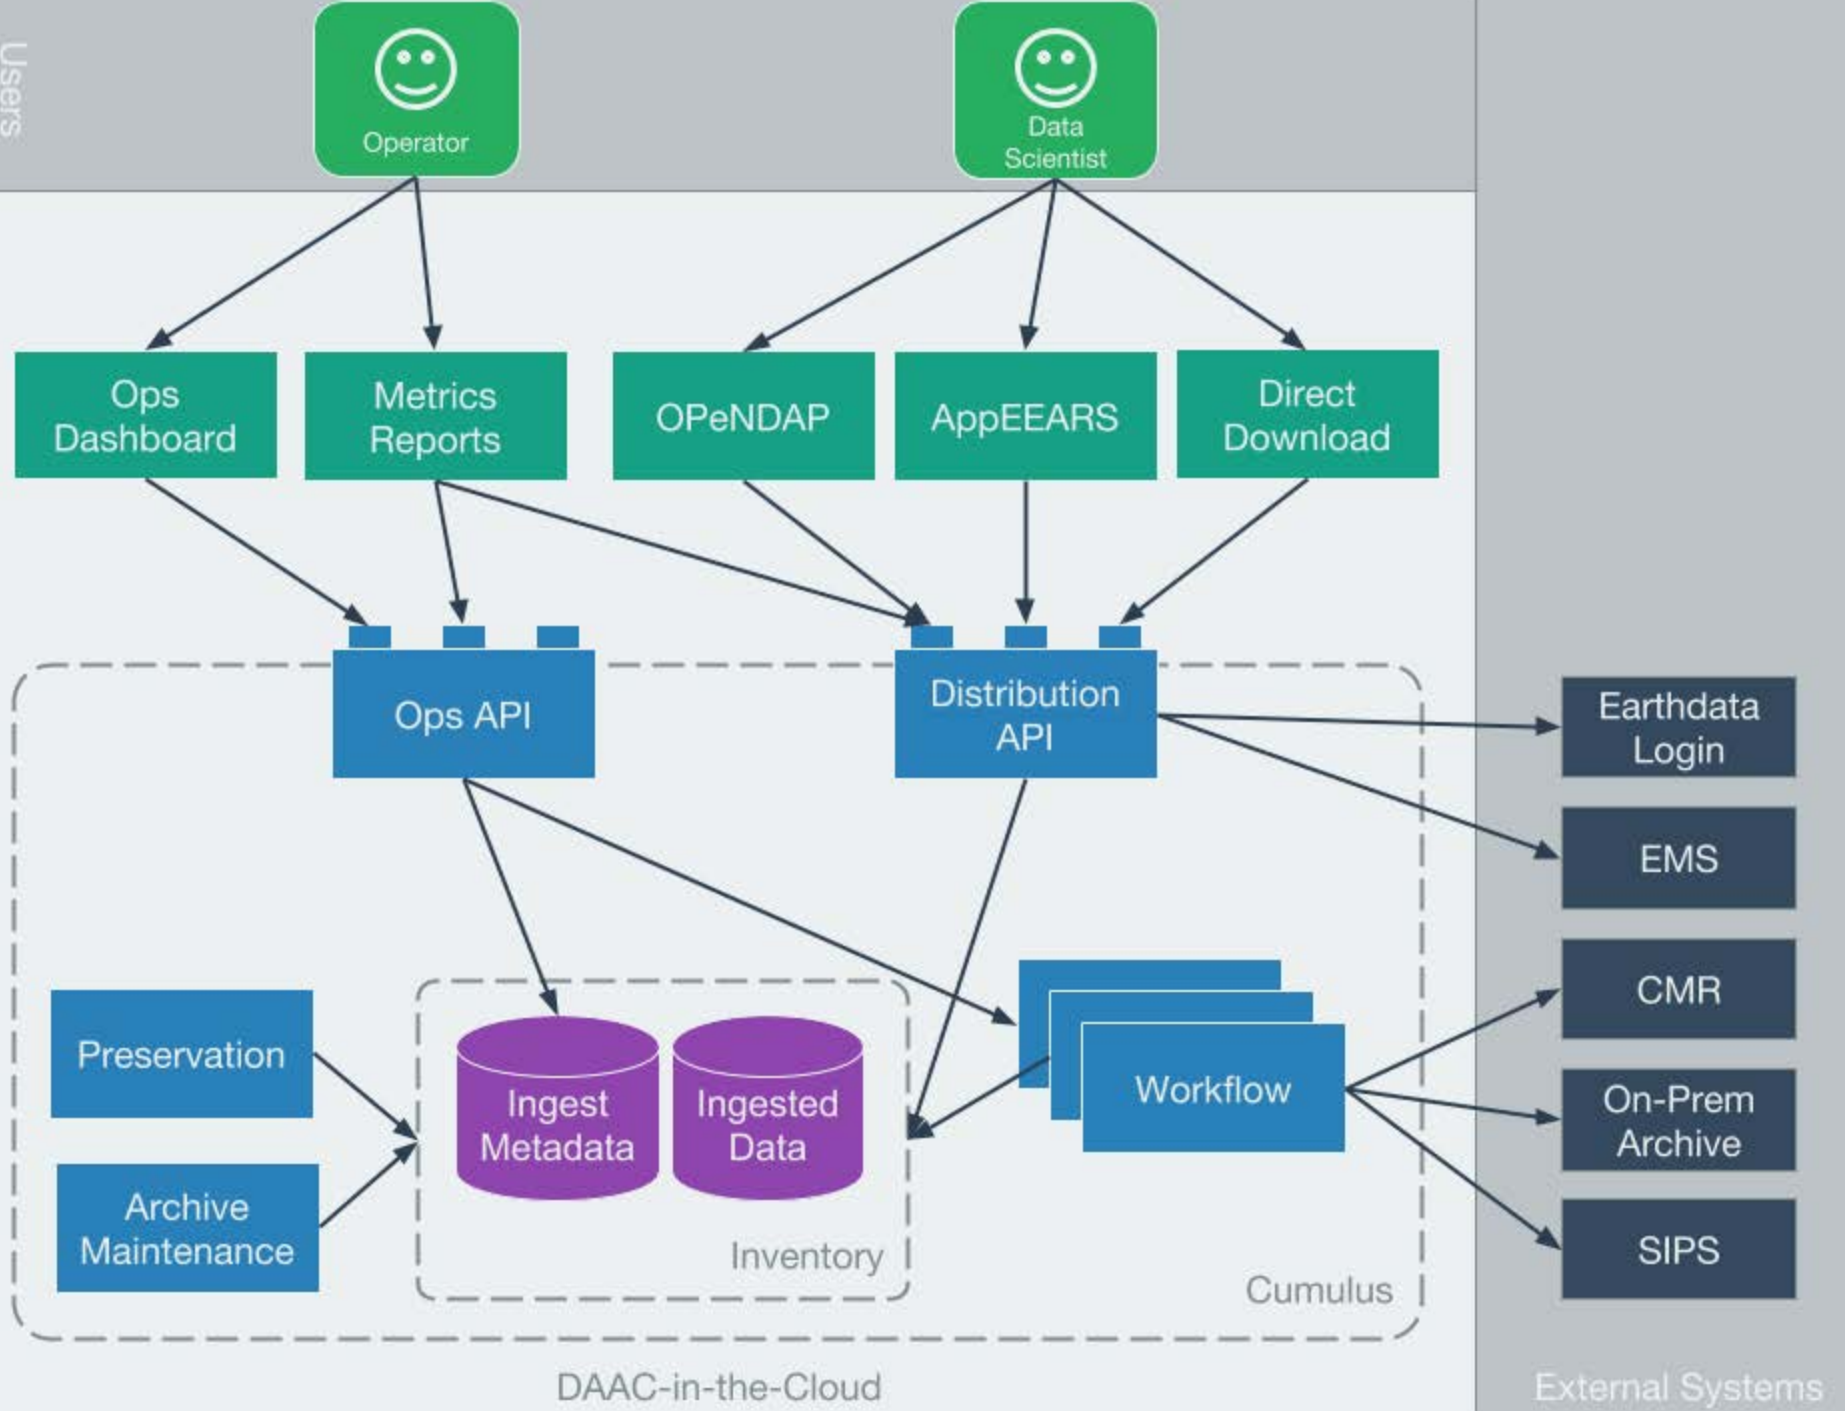 Users
Operator
Data
Scientist
Ops
Dashboard
Metrics
Reports
OPeNDAP
AppEEARS
Direct
Download
Ops API
Distribution
API
Earthdata
Login
EMS
CMR
On-Prem
Archive
SIPS
Preservation
Archive
Maintenance
Ingest
Metadata
Ingested
Data
Inventory
Workflow
Cumulus
DAAC-in-the-Cloud
External Systems